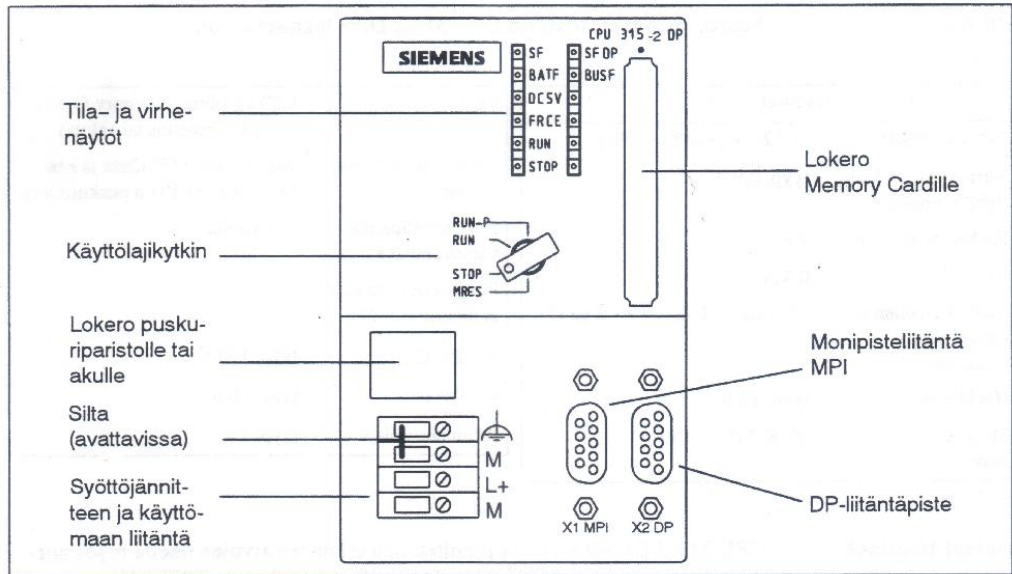 CPU 315-2 DP
SIEMENS
SF
BATF
DC5V
FRCE
RUN
STOP
SF DP
BUSF
Tila- ja virhe-
näytöt
Lokero
Memory Cardille
RUN-P
RUN
STOP
MRES
Käyttölajikytkin
Lokero pusku-
riparistolle tai
akulle
Monipisteliitäntä
MPI
Silta
(avattavissa)
M
L+
M
Syöttöjännit-
teen ja käyttö-
maan liitäntä
DP-liitäntäpiste
X1 MPI
X2 DP